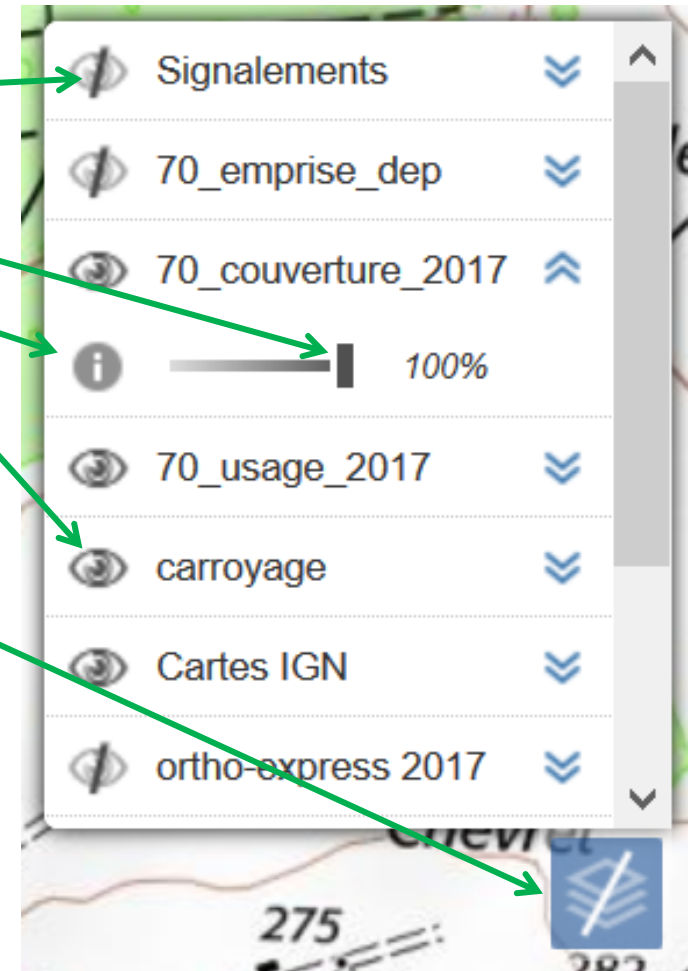 Signalements
70_emprise_dep
70_couverture_2017
100%
70_usage_2017
carroyage
Cartes IGN
ortho-express 2017
275